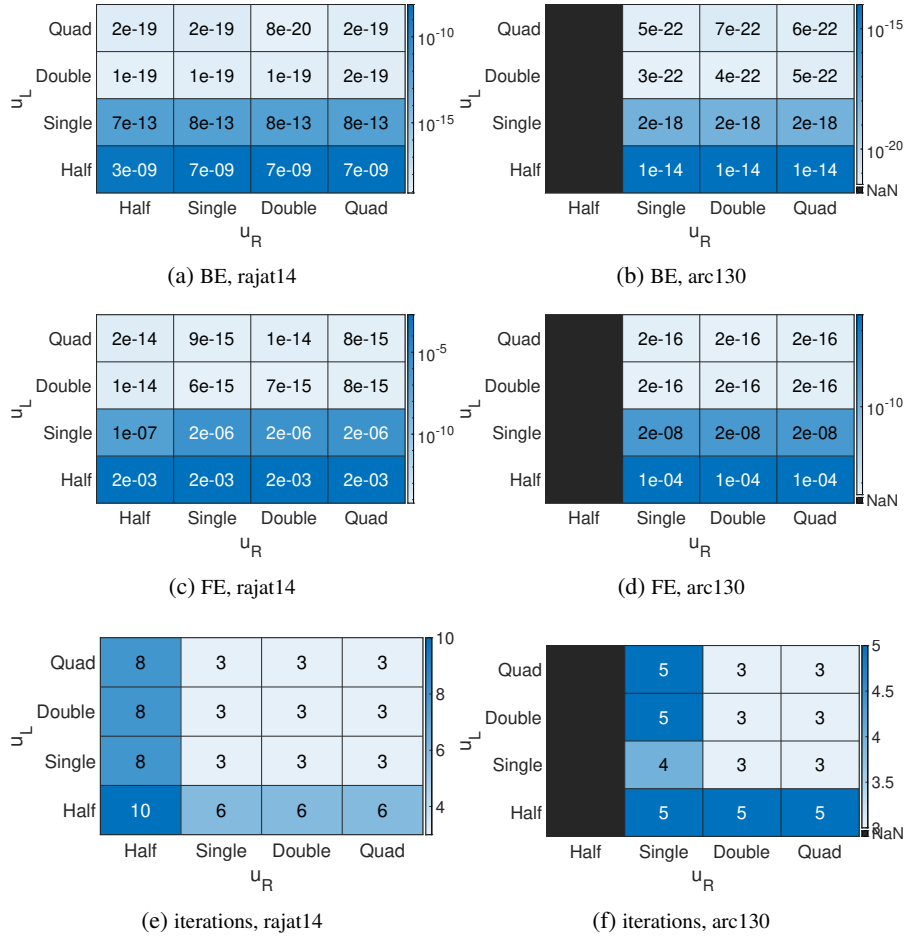 Quad 2e-19 2e-19 8e-20 2e-19
Double 1e-19 1e-19 1e-19 2e-19
Single 7e-13 8e-13 8e-13 8e-13
Half 3e-09 7e-09 7e-09 7e-09
Half Single Double Quad
u_R
u_L
10^-10
10^-15
(a) BE, rajat14
Quad 5e-22 7e-22 6e-22
Double 3e-22 4e-22 5e-22
Single 2e-18 2e-18 2e-18
Half 1e-14 1e-14 1e-14
Half Single Double Quad
u_R
u_L
10^-15
10^-20
NaN
(b) BE, arc130
Quad 2e-14 9e-15 1e-14 8e-15
Double 1e-14 6e-15 7e-15 8e-15
Single 1e-07 2e-06 2e-06 2e-06
Half 2e-03 2e-03 2e-03 2e-03
Half Single Double Quad
u_R
u_L
10^-5
10^-10
(c) FE, rajat14
Quad 2e-16 2e-16 2e-16
Double 2e-16 2e-16 2e-16
Single 2e-08 2e-08 2e-08
Half 1e-04 1e-04 1e-04
Half Single Double Quad
u_R
u_L
10^-10
NaN
(d) FE, arc130
Quad 8 3 3 3
Double 8 3 3 3
Single 8 3 3 3
Half 10 6 6 6
Half Single Double Quad
u_R
u_L
10
8
6
4
(e) iterations, rajat14
Quad 5 3 3
Double 5 3 3
Single 4 3 3
Half 5 5 5
Half Single Double Quad
u_R
u_L
5
4.5
4
3.5
3
NaN
(f) iterations, arc130